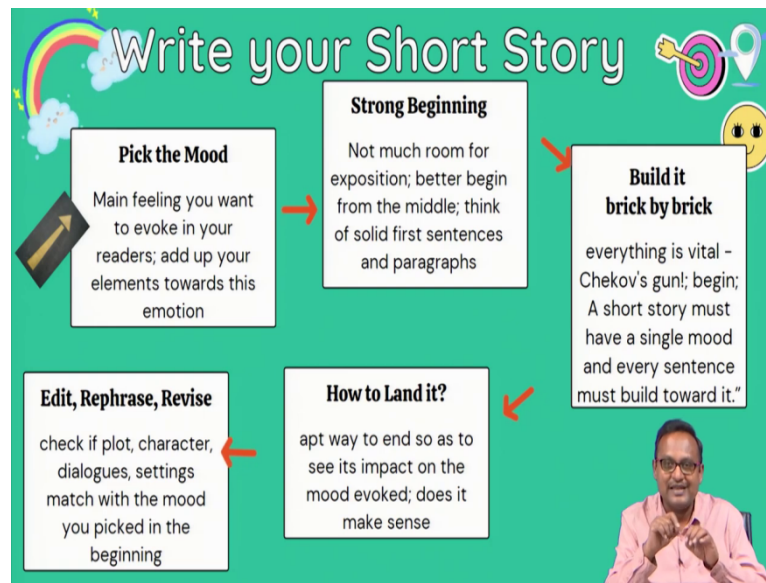 Write your Short Story
Pick the Mood
Main feeling you want
to evoke in your
readers; add up your
elements towards this
emotion
Strong Beginning
Not much room for
exposition; better begin
from the middle; think
of solid first sentences
and paragraphs
Build it
brick by brick
everything is vital -
Chekov's gun!; begin;
A short story must
have a single mood
and every sentence
must build toward it."
How to Land it?
apt way to end so as to
see its impact on the
mood evoked; does it
make sense
Edit, Rephrase, Revise
check if plot, character,
dialogues, settings
match with the mood
you picked in the
beginning